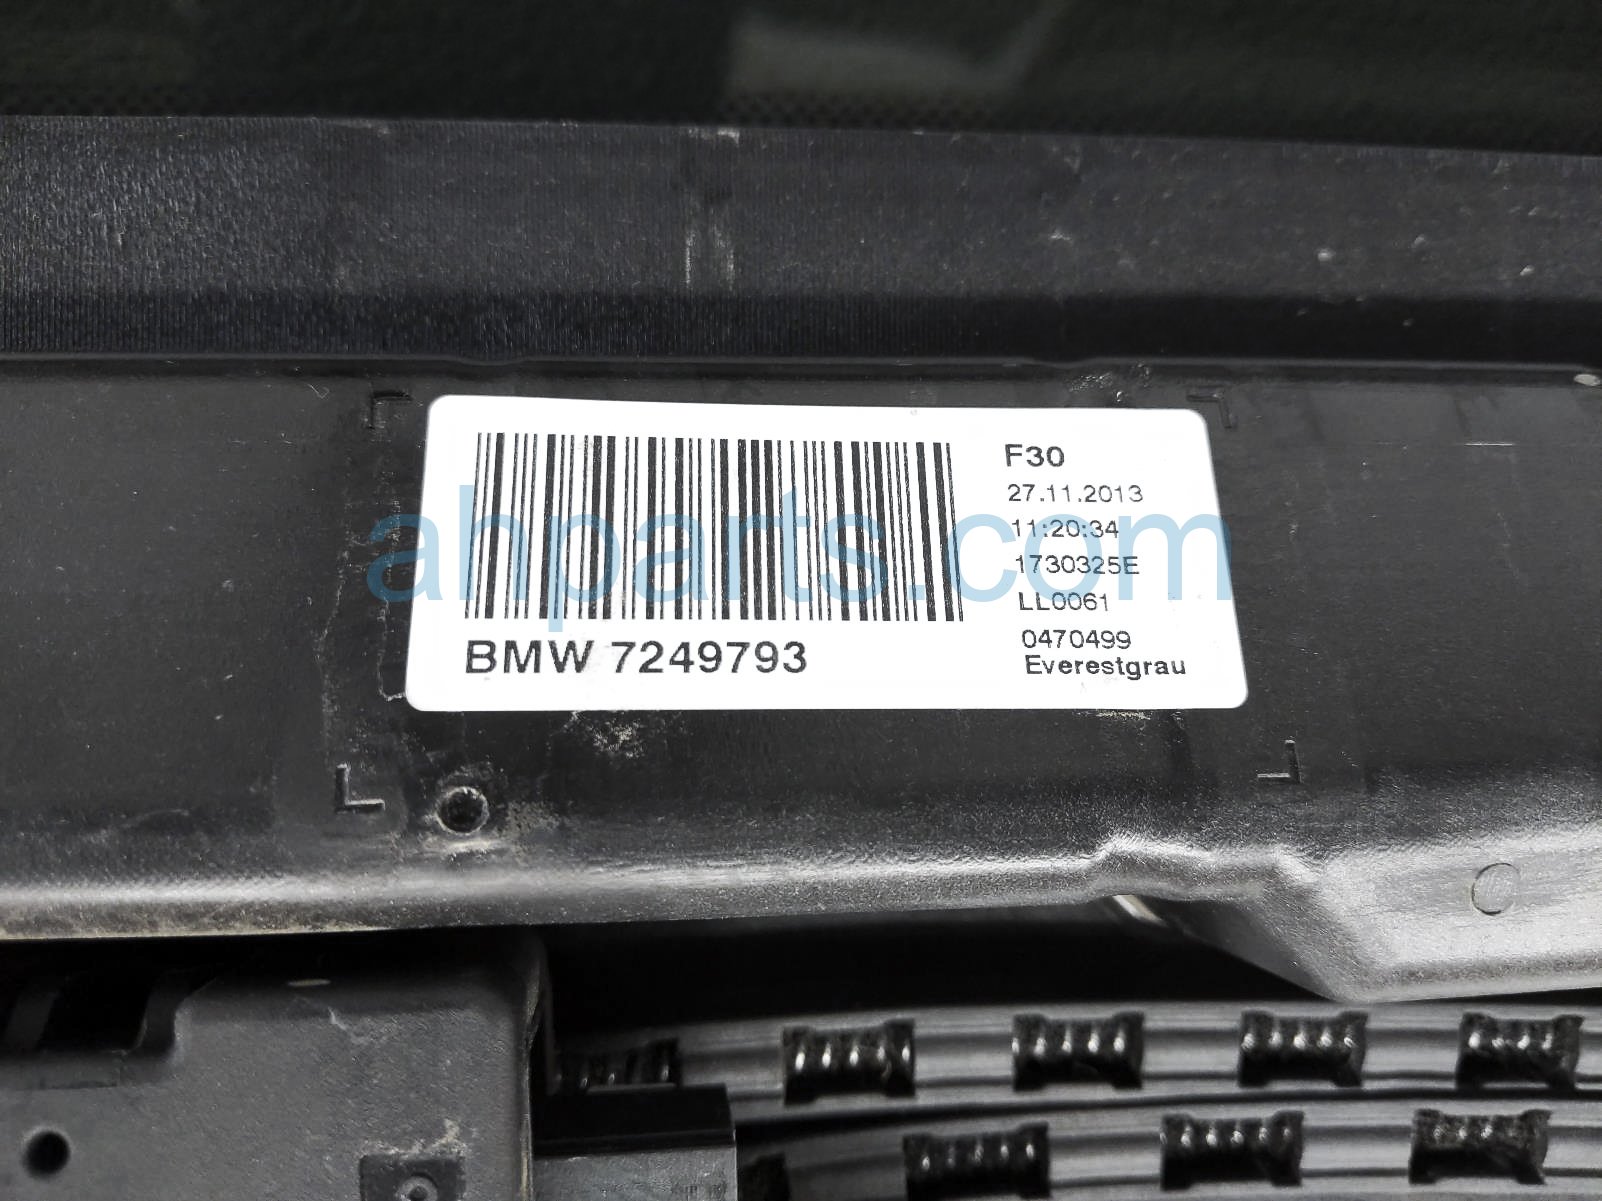 F30
27.11.2013
11:20:34
1730325E
LL0061
0470499
Everestgrau
BMW 7249793
ahparts.com